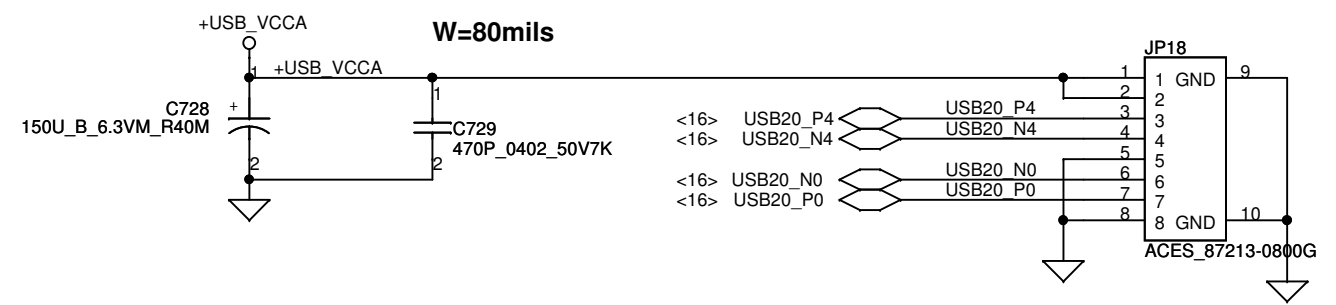 +USB_VCCA
W=80mils
1 +USB_VCCA
C728
150U_B_6.3VM_R40M
+
2
1
C729
470P_0402_50V7K
2
JP18
1 1 GND 9
2 2
<16> USB20_P4 USB20_P4 3 3
<16> USB20_N4 USB20_N4 4 4
5 5
<16> USB20_N0 USB20_N0 6 6
<16> USB20_P0 USB20_P0 7 7
8 8 GND 10
ACES_87213-0800G